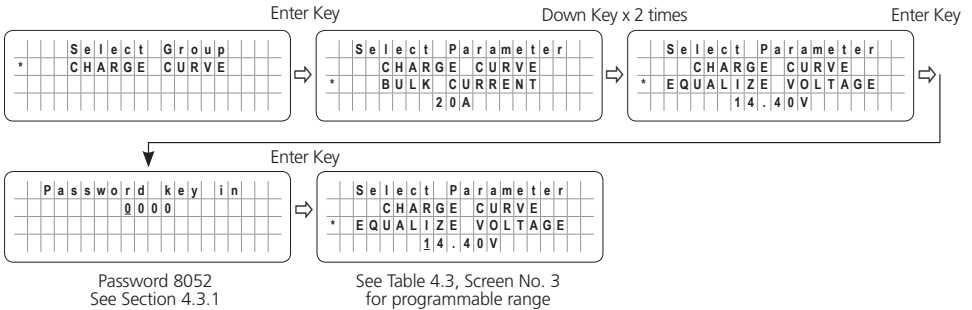 Enter Key
Down Key x 2 times
Enter Key
Select Group
* CHARGE CURVE
Select Parameter
CHARGE CURVE
* BULK CURRENT
20A
Select Parameter
CHARGE CURVE
* EQUALIZE VOLTAGE
14.40V
Enter Key
Password key in
0000
Select Parameter
CHARGE CURVE
* EQUALIZE VOLTAGE
14.40V
Password 8052
See Section 4.3.1
See Table 4.3, Screen No. 3
for programmable range